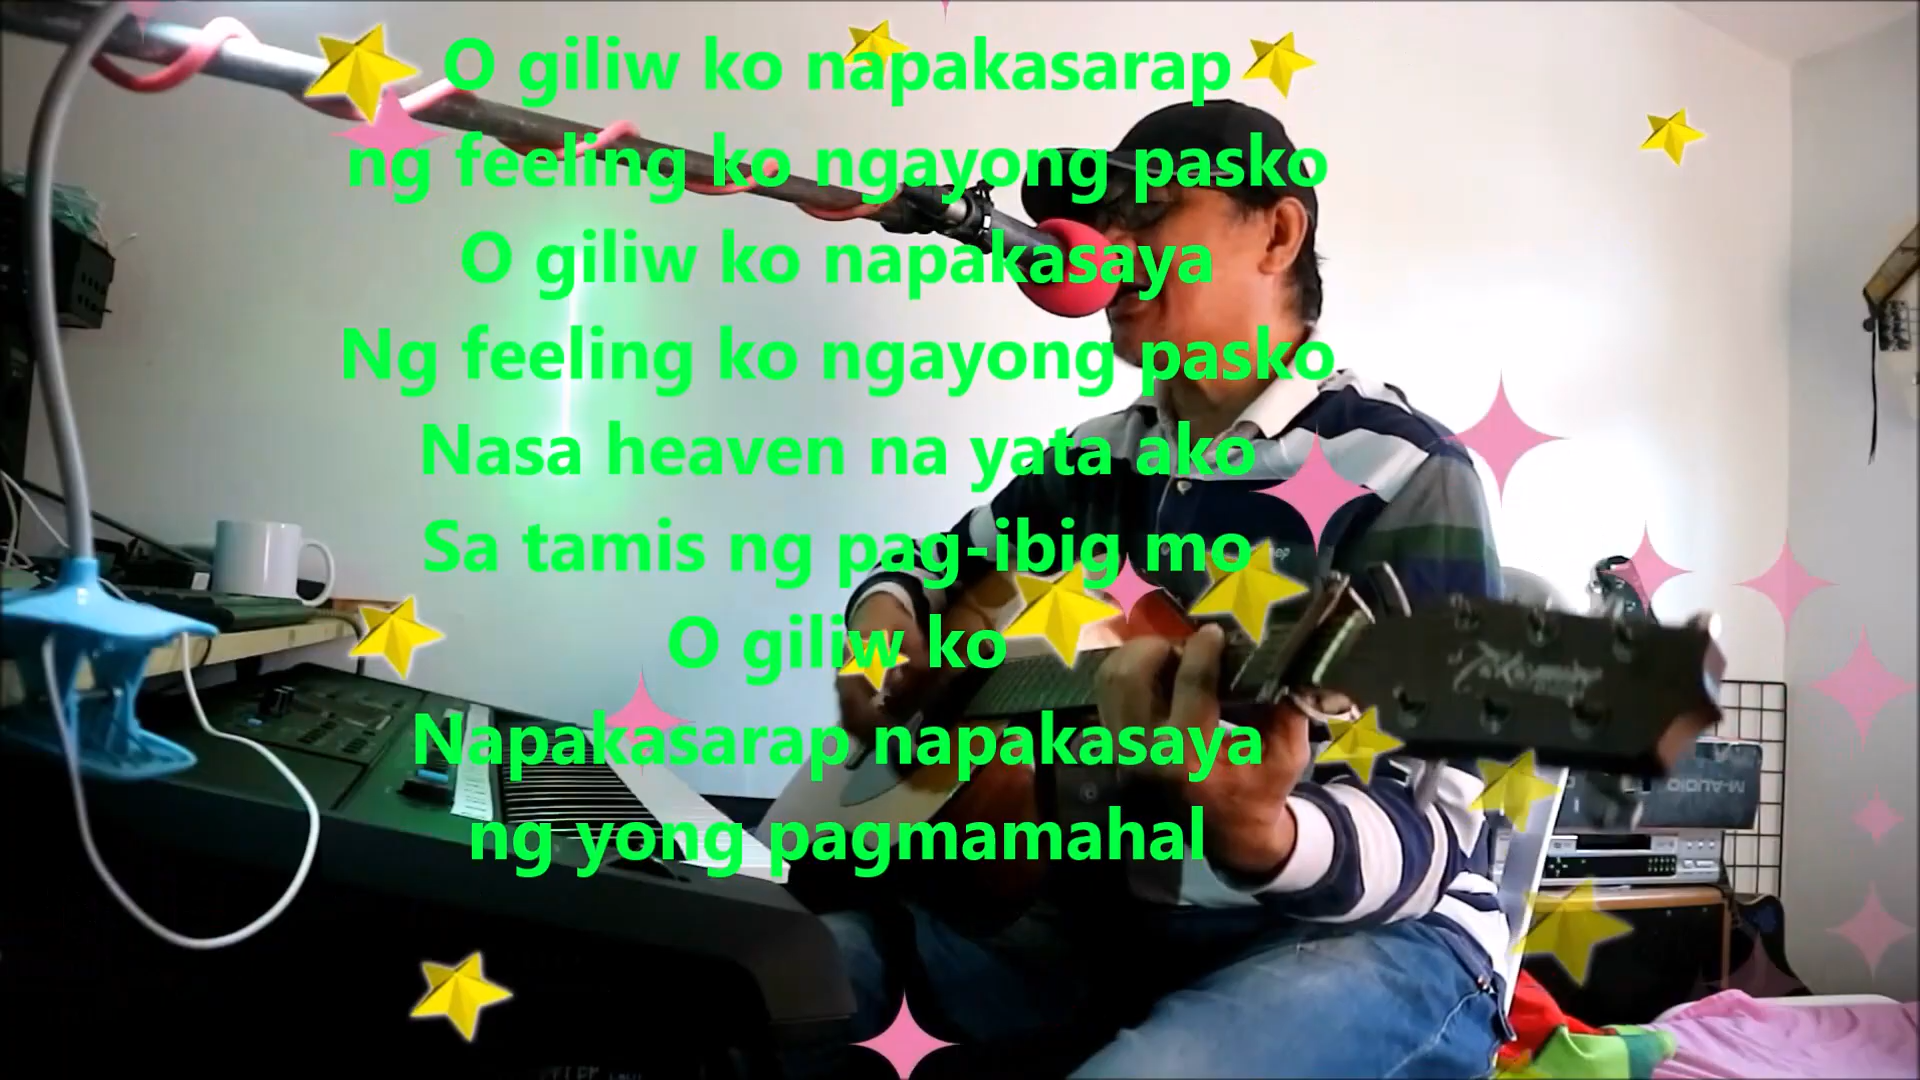 O giliw ko napakasarap
ng feeling ko ngayong pasko
O giliw ko napakasaya
Ng feeling ko ngayong pasko
Nasa heaven na yata ako
Sa tamis ng pag-ibig mo
O giliw ko
Napakasarap napakasaya
ng yong pagmamahal
M-AUDIO